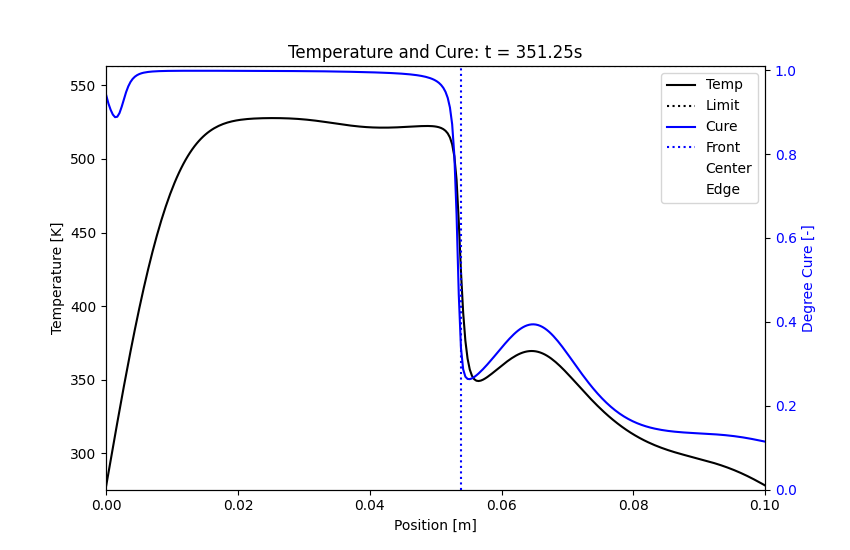 Temperature and Cure: t = 351.25s
Temperature [K]
550
500
450
400
350
300
Temp
Limit
Cure
Front
Center
Edge
1.0
0.8
0.6
0.4
0.2
0.0
Degree Cure [-]
0.00
0.02
0.04
0.06
0.08
0.10
Position [m]